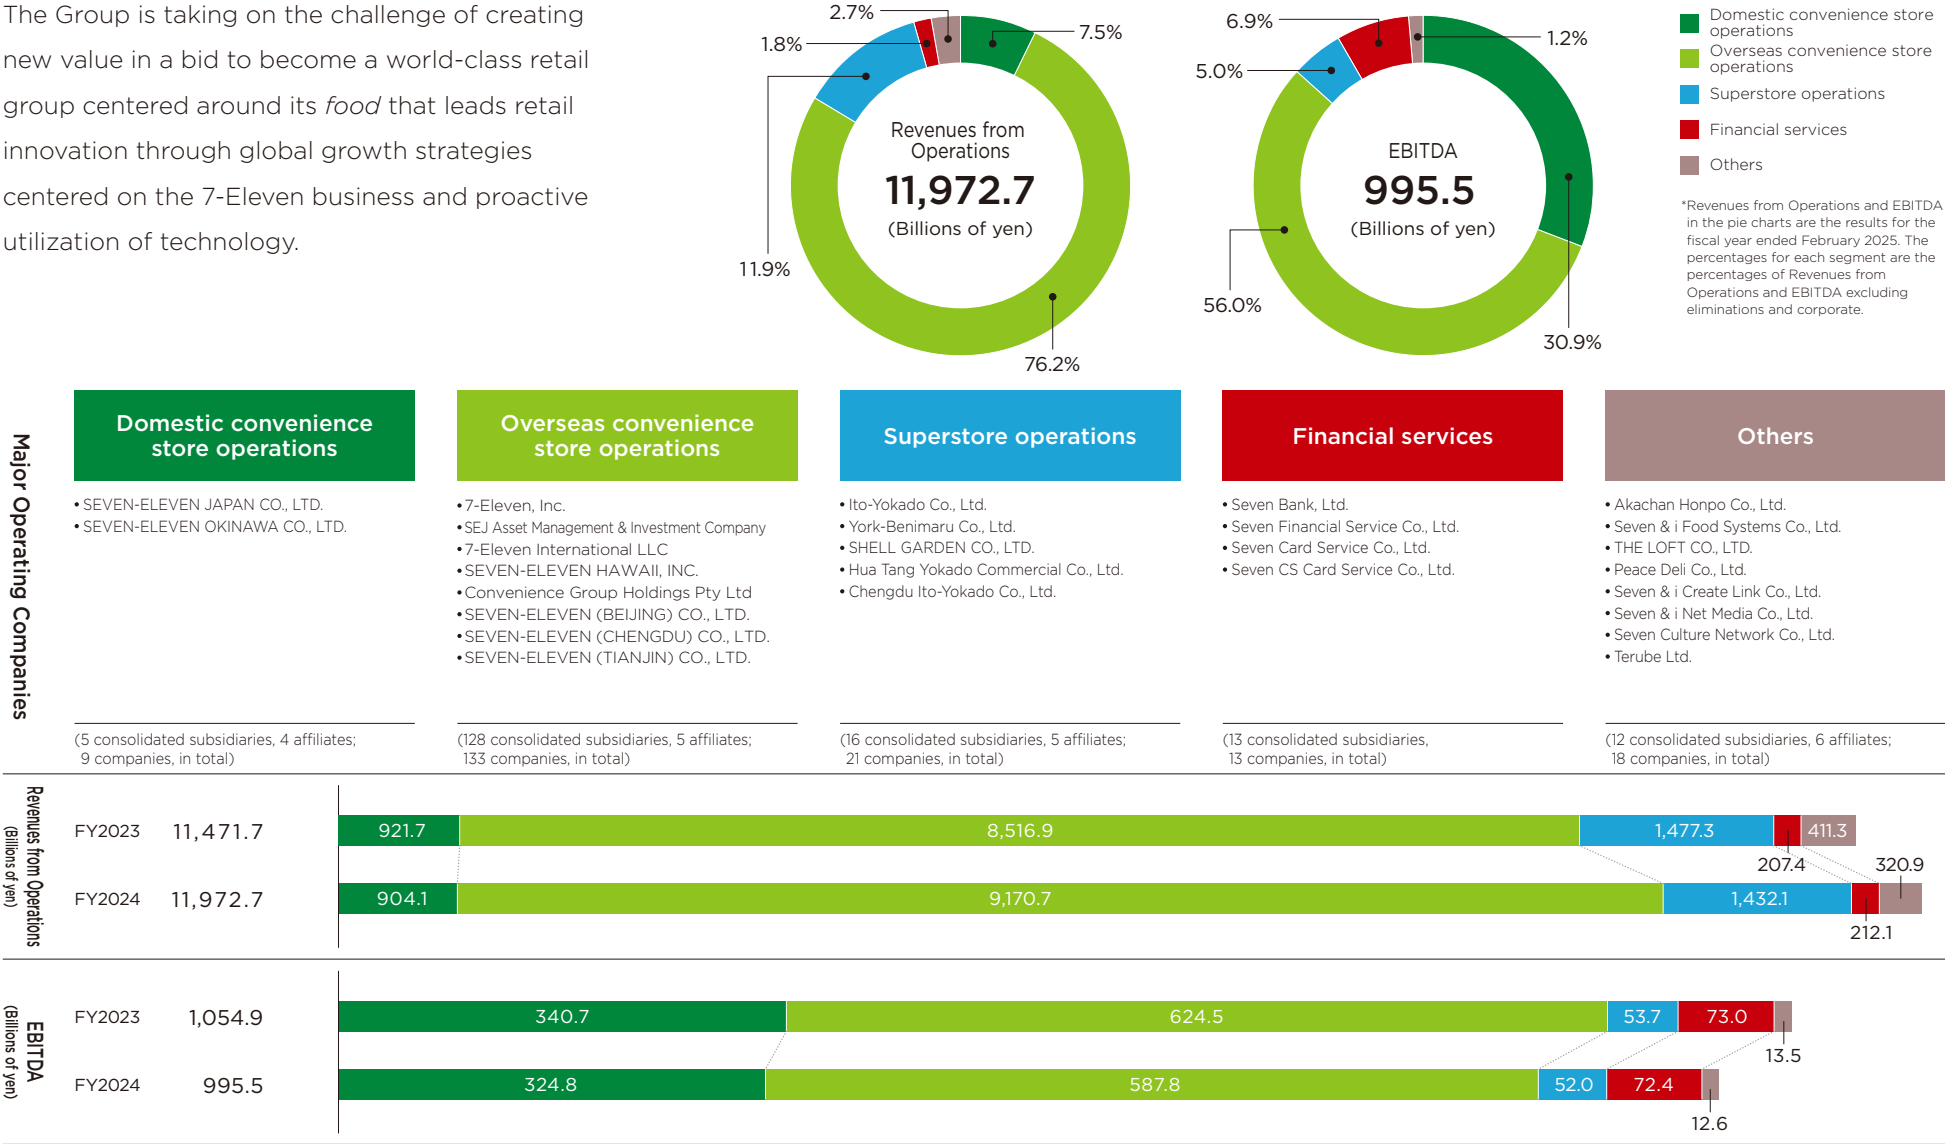 The Group is taking on the challenge of creating
new value in a bid to become a world-class retail
group centered around its food that leads retail
innovation through global growth strategies
centered on the 7-Eleven business and proactive
utilization of technology.
2.7%
1.8%
7.5%
11.9%
76.2%
Revenues from
Operations
11,972.7
(Billions of yen)
6.9%
5.0%
1.2%
56.0%
30.9%
EBITDA
995.5
(Billions of yen)
Domestic convenience store
operations
Overseas convenience store
operations
Superstore operations
Financial services
Others
*Revenues from Operations and EBITDA
in the pie charts are the results for the
fiscal year ended February 2025. The
percentages for each segment are the
percentages of Revenues from
Operations and EBITDA excluding
eliminations and corporate.
Major Operating Companies
Domestic convenience
store operations
• SEVEN-ELEVEN JAPAN CO., LTD.
• SEVEN-ELEVEN OKINAWA CO., LTD.
(5 consolidated subsidiaries, 4 affiliates;
9 companies, in total)
Overseas convenience
store operations
• 7-Eleven, Inc.
• SEJ Asset Management & Investment Company
• 7-Eleven International LLC
• SEVEN-ELEVEN HAWAII, INC.
• Convenience Group Holdings Pty Ltd
• SEVEN-ELEVEN (BEIJING) CO., LTD.
• SEVEN-ELEVEN (CHENGDU) CO., LTD.
• SEVEN-ELEVEN (TIANJIN) CO., LTD.
(128 consolidated subsidiaries, 5 affiliates;
133 companies, in total)
Superstore operations
• Ito-Yokado Co., Ltd.
• York-Benimaru Co., Ltd.
• SHELL GARDEN CO., LTD.
• Hua Tang Yokado Commercial Co., Ltd.
• Chengdu Ito-Yokado Co., Ltd.
(16 consolidated subsidiaries, 5 affiliates;
21 companies, in total)
Financial services
• Seven Bank, Ltd.
• Seven Financial Service Co., Ltd.
• Seven Card Service Co., Ltd.
• Seven CS Card Service Co., Ltd.
(13 consolidated subsidiaries,
13 companies, in total)
Others
• Akachan Honpo Co., Ltd.
• Seven & i Food Systems Co., Ltd.
• THE LOFT CO., LTD.
• Peace Deli Co., Ltd.
• Seven & i Create Link Co., Ltd.
• Seven & i Net Media Co., Ltd.
• Seven Culture Network Co., Ltd.
• Terube Ltd.
(12 consolidated subsidiaries, 6 affiliates;
18 companies, in total)
Revenues from Operations
(Billions of yen)
FY2023 11,471.7 921.7 8,516.9 1,477.3 411.3
207.4 320.9
FY2024 11,972.7 904.1 9,170.7 1,432.1
212.1
EBITDA
(Billions of yen)
FY2023 1,054.9 340.7 624.5 53.7 73.0
13.5
FY2024 995.5 324.8 587.8 52.0 72.4
12.6